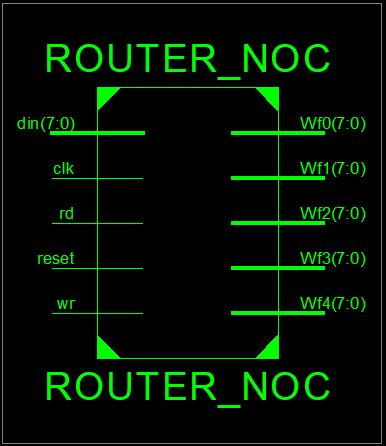 ROUTER_NOC
din(7:0) Wf0(7:0)
clk Wf1(7:0)
rd Wf2(7:0)
reset Wf3(7:0)
wr Wf4(7:0)
ROUTER_NOC